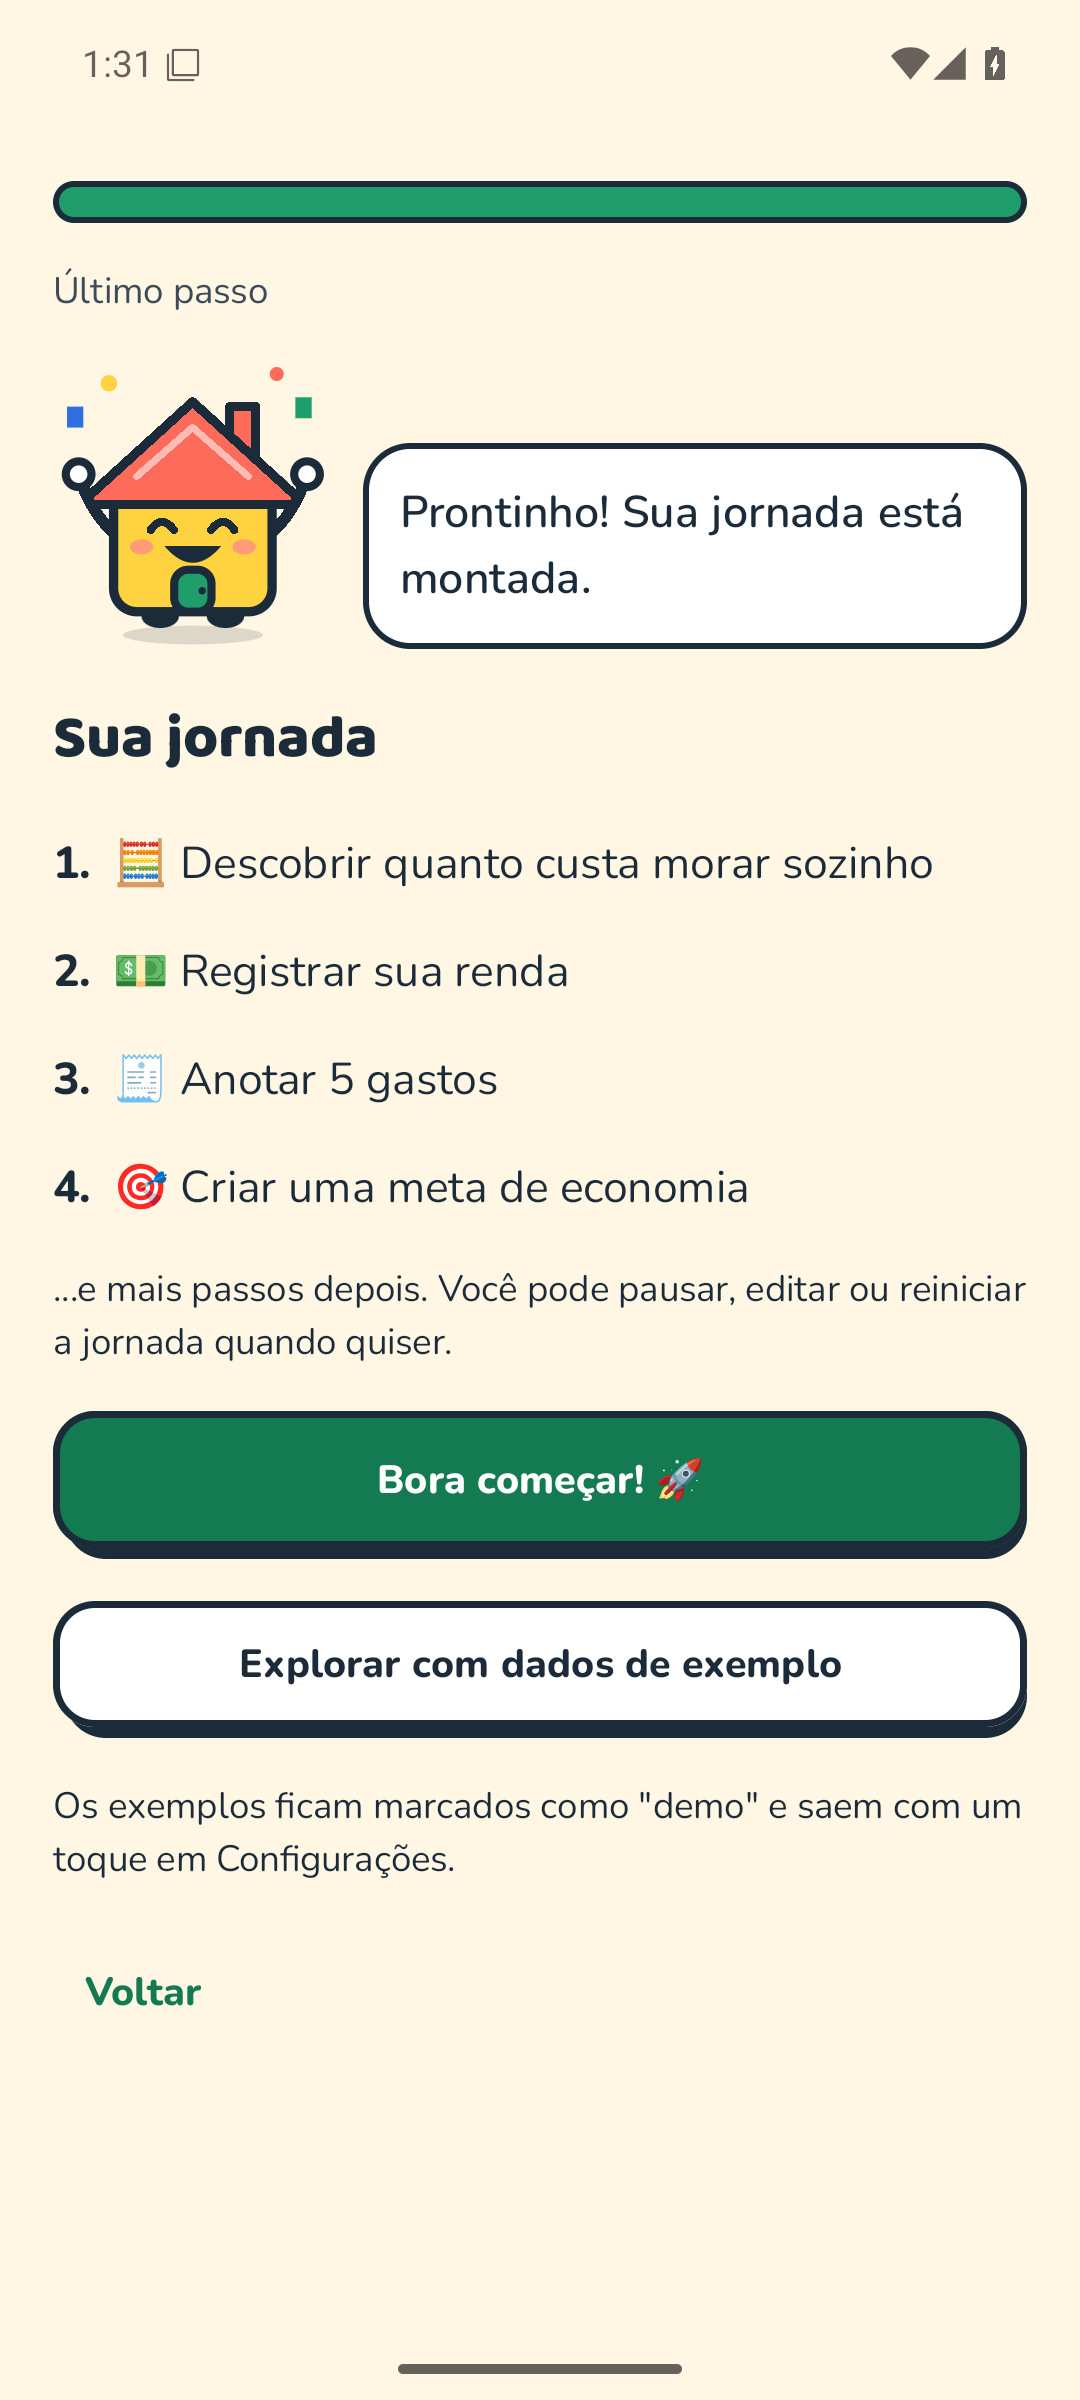 1:31
Último passo
Prontinho! Sua jornada está
montada.
Sua jornada
1. 🧮 Descobrir quanto custa morar sozinho
2. 💵 Registrar sua renda
3. 🧾 Anotar 5 gastos
4. 🎯 Criar uma meta de economia
...e mais passos depois. Você pode pausar, editar ou reiniciar
a jornada quando quiser.
Bora começar! 🚀
Explorar com dados de exemplo
Os exemplos ficam marcados como "demo" e saem com um
toque em Configurações.
Voltar